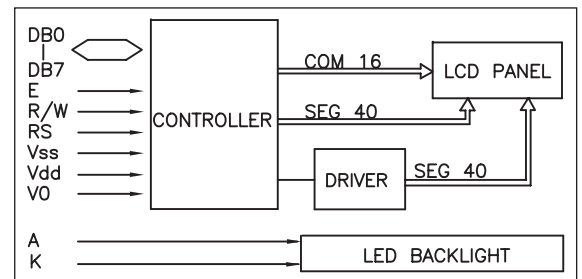 DB0
DB7
E
R/W
RS
Vss
Vdd
V0
A
K
CONTROLLER
COM 16
SEG 40
LCD PANEL
DRIVER
SEG 40
LED BACKLIGHT